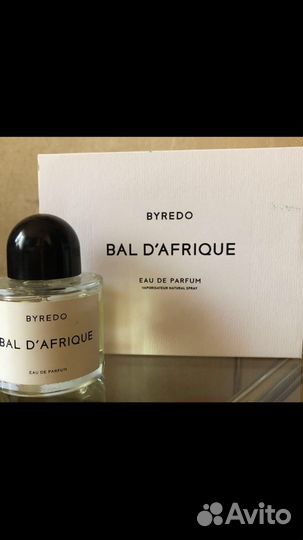 BYREDO
BAL D'AFRIQUE
EAU DE PARFUM
VAPORISATEUR NATURAL SPRAY
BYREDO
BAL D'AFRIQUE
EAU DE PARFUM
Avito